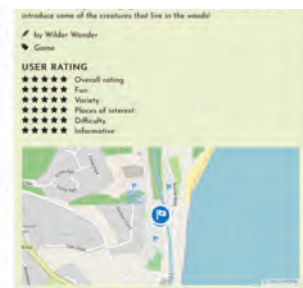 introduce some of the creatures that live in the woods!
by Wilder Wander
Game
USER RATING
Overall rating
Fun
Variety
Places of interest
Difficulty
Informative
P
P
P